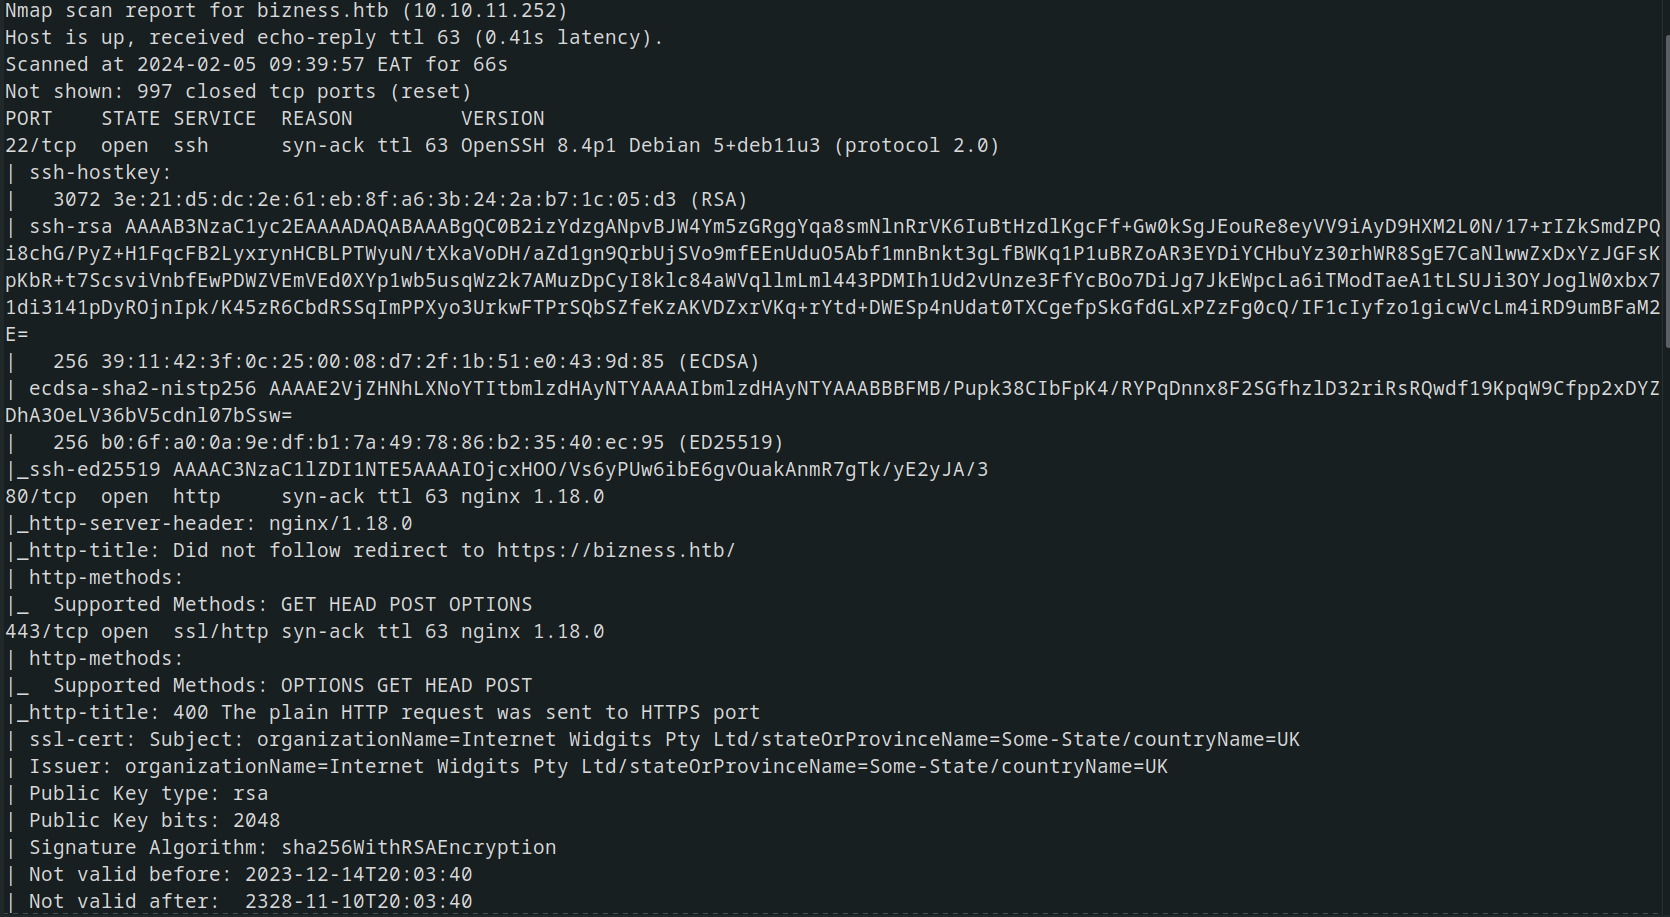 Nmap scan report for bizness.htb (10.10.11.252)
Host is up, received echo-reply ttl 63 (0.41s latency).
Scanned at 2024-02-05 09:39:57 EAT for 66s
Not shown: 997 closed tcp ports (reset)
PORT    STATE SERVICE  REASON         VERSION
22/tcp  open  ssh      syn-ack ttl 63 OpenSSH 8.4p1 Debian 5+deb11u3 (protocol 2.0)
| ssh-hostkey:
|   3072 3e:21:d5:dc:2e:61:eb:8f:a6:3b:24:2a:b7:1c:05:d3 (RSA)
| ssh-rsa AAAAB3NzaC1yc2EAAAADAQABAAABgQC0B2izYdzgANpvBJW4Ym5zGRggYqa8smNlnRrVK6IuBtHzdlKgcFf+Gw0kSgJEouRe8eyVV9iAyD9HXM2L0N/17+rIZkSmdZPQ
i8chG/PyZ+H1FqcFB2LyxrynHCBLPTWyuN/tXkaVoDH/aZd1gn9QrbUjSVo9mfEEnUduO5Abf1mnBnkt3gLfBWKq1P1uBRZoAR3EYDiYCHbuYz30rhWR8SgE7CaNlwwZxDxYzJGFsK
pKbR+t7ScsviVnbfEwPDWZVEmVEd0XYp1wb5usqWz2k7AMuzDpCyI8klc84aWVqllmLml443PDMIh1Ud2vUnze3FfYcBOo7DiJg7JkEWpcLa6iTModTaeA1tLSUJi3OYJoglW0xbx7
1di3141pDyROjnIpk/K45zR6CbdRSSqImPPXyo3UrkwFTPrSQbSZfeKzAKVDZxrVKq+rYtd+DWESp4nUdat0TXCgefpSkGfdGLxPZzFg0cQ/IF1cIyfzo1gicwVcLm4iRD9umBFaM2
E=
|   256 39:11:42:3f:0c:25:00:08:d7:2f:1b:51:e0:43:9d:85 (ECDSA)
| ecdsa-sha2-nistp256 AAAAE2VjZHNhLXNoYTItbmlzdHAyNTYAAAAIbmlzdHAyNTYAAABBBFMB/Pupk38CIbFpK4/RYPqDnnx8F2SGfhzlD32riRsRQwdf19KpqW9Cfpp2xDYZ
DhA3OeLV36bV5cdnl07bSsw=
|   256 b0:6f:a0:0a:9e:df:b1:7a:49:78:86:b2:35:40:ec:95 (ED25519)
|_ssh-ed25519 AAAAC3NzaC1lZDI1NTE5AAAAIOjcxHOO/Vs6yPUw6ibE6gvOuakAnmR7gTk/yE2yJA/3
80/tcp  open  http     syn-ack ttl 63 nginx 1.18.0
|_http-server-header: nginx/1.18.0
|_http-title: Did not follow redirect to https://bizness.htb/
| http-methods:
|_  Supported Methods: GET HEAD POST OPTIONS
443/tcp open  ssl/http syn-ack ttl 63 nginx 1.18.0
| http-methods:
|_  Supported Methods: OPTIONS GET HEAD POST
|_http-title: 400 The plain HTTP request was sent to HTTPS port
| ssl-cert: Subject: organizationName=Internet Widgits Pty Ltd/stateOrProvinceName=Some-State/countryName=UK
| Issuer: organizationName=Internet Widgits Pty Ltd/stateOrProvinceName=Some-State/countryName=UK
| Public Key type: rsa
| Public Key bits: 2048
| Signature Algorithm: sha256WithRSAEncryption
| Not valid before: 2023-12-14T20:03:40
| Not valid after:  2328-11-10T20:03:40